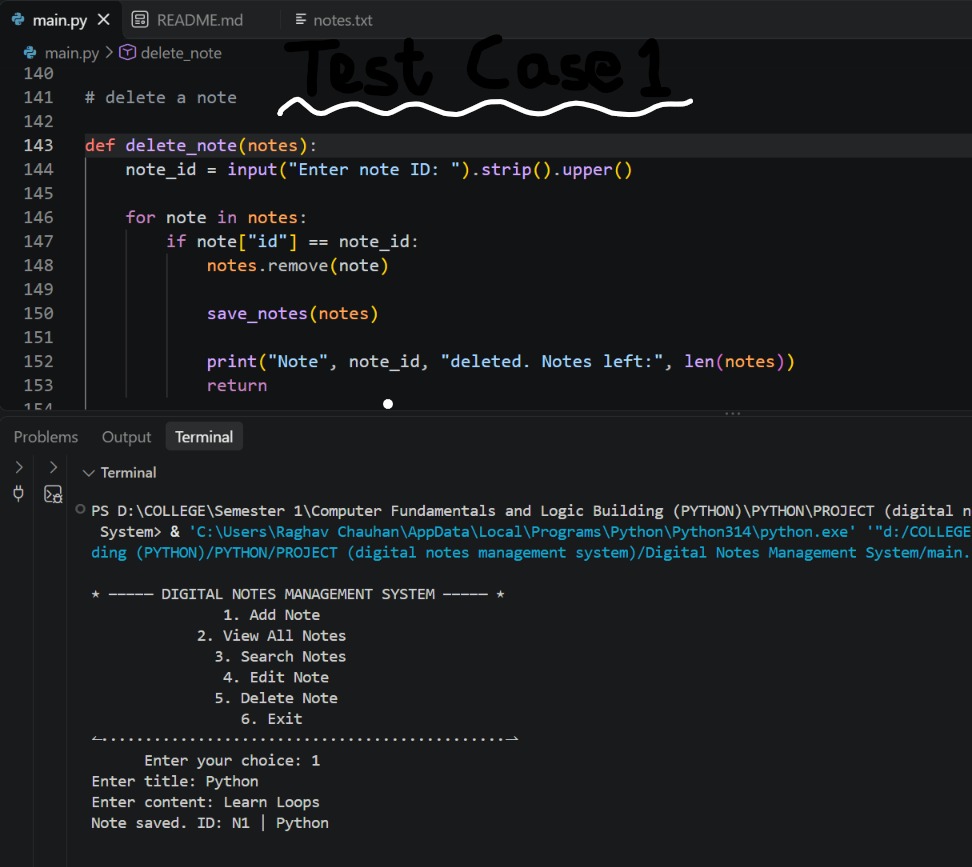 main.py
README.md
notes.txt
main.py > delete_note
Test Case 1
140
141 # delete a note
142
143 def delete_note(notes):
144 note_id = input("Enter note ID: ").strip().upper()
145
146 for note in notes:
147 if note["id"] == note_id:
148 notes.remove(note)
149
150 save_notes(notes)
151
152 print("Note", note_id, "deleted. Notes left:", len(notes))
153 return
154
Problems Output Terminal
Terminal
PS D:\COLLEGE\Semester 1\Computer Fundamentals and Logic Building (PYTHON)\PYTHON\PROJECT (digital n
System> & 'C:\Users\Raghav Chauhan\AppData\Local\Programs\Python\Python314\python.exe' '"d:/COLLEGE
ding (PYTHON)/PYTHON/PROJECT (digital notes management system)/Digital Notes Management System/main.
* ----- DIGITAL NOTES MANAGEMENT SYSTEM ----- *
1. Add Note
2. View All Notes
3. Search Notes
4. Edit Note
5. Delete Note
6. Exit
Enter your choice: 1
Enter title: Python
Enter content: Learn Loops
Note saved. ID: N1 | Python